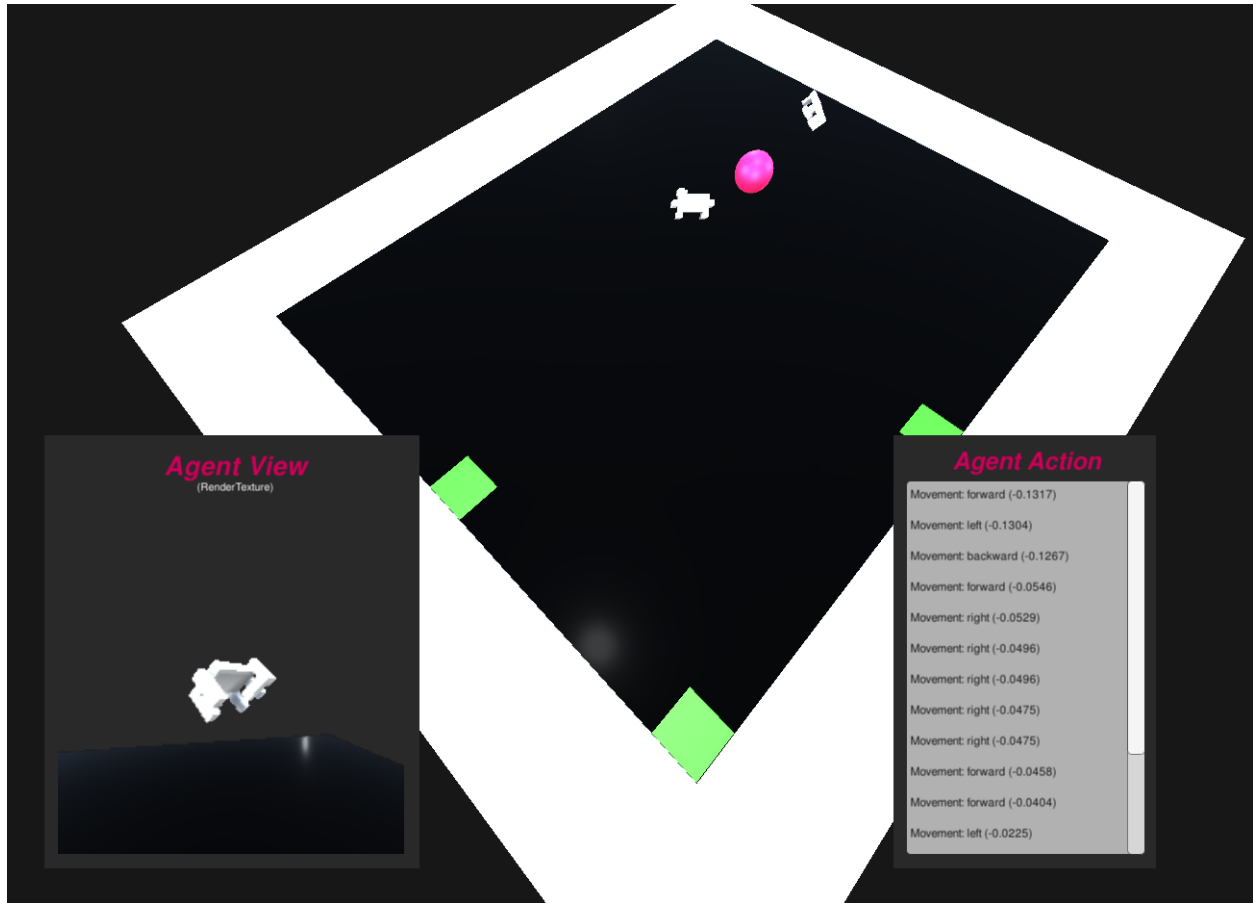 Agent View
(RenderTexture)
Agent Action
Movement: forward (-0.1317)
Movement: left (-0.1304)
Movement: backward (-0.1267)
Movement: forward (-0.0546)
Movement: right (-0.0529)
Movement: right (-0.0496)
Movement: right (-0.0496)
Movement: right (-0.0475)
Movement: right (-0.0475)
Movement: forward (-0.0458)
Movement: forward (-0.0404)
Movement: left (-0.0225)